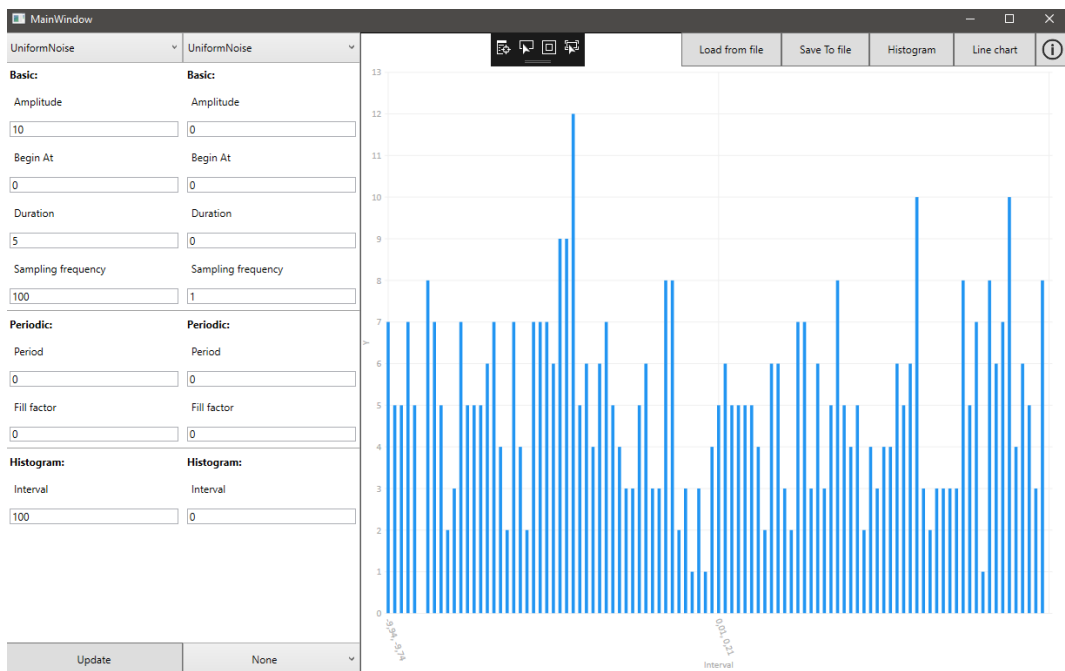 MainWindow
UniformNoise
UniformNoise
Load from file
Save To file
Histogram
Line chart
Basic:
Basic:
Amplitude
Amplitude
10
0
Begin At
Begin At
0
0
Duration
Duration
5
0
Sampling frequency
Sampling frequency
100
1
Periodic:
Periodic:
Period
Period
0
0
Fill factor
Fill factor
0
0
Histogram:
Histogram:
Interval
Interval
100
0
Update
None
13
12
11
10
9
8
7
6
5
4
3
2
1
0
Y
-9,94, -9,74
0,01, 0,21
Interval